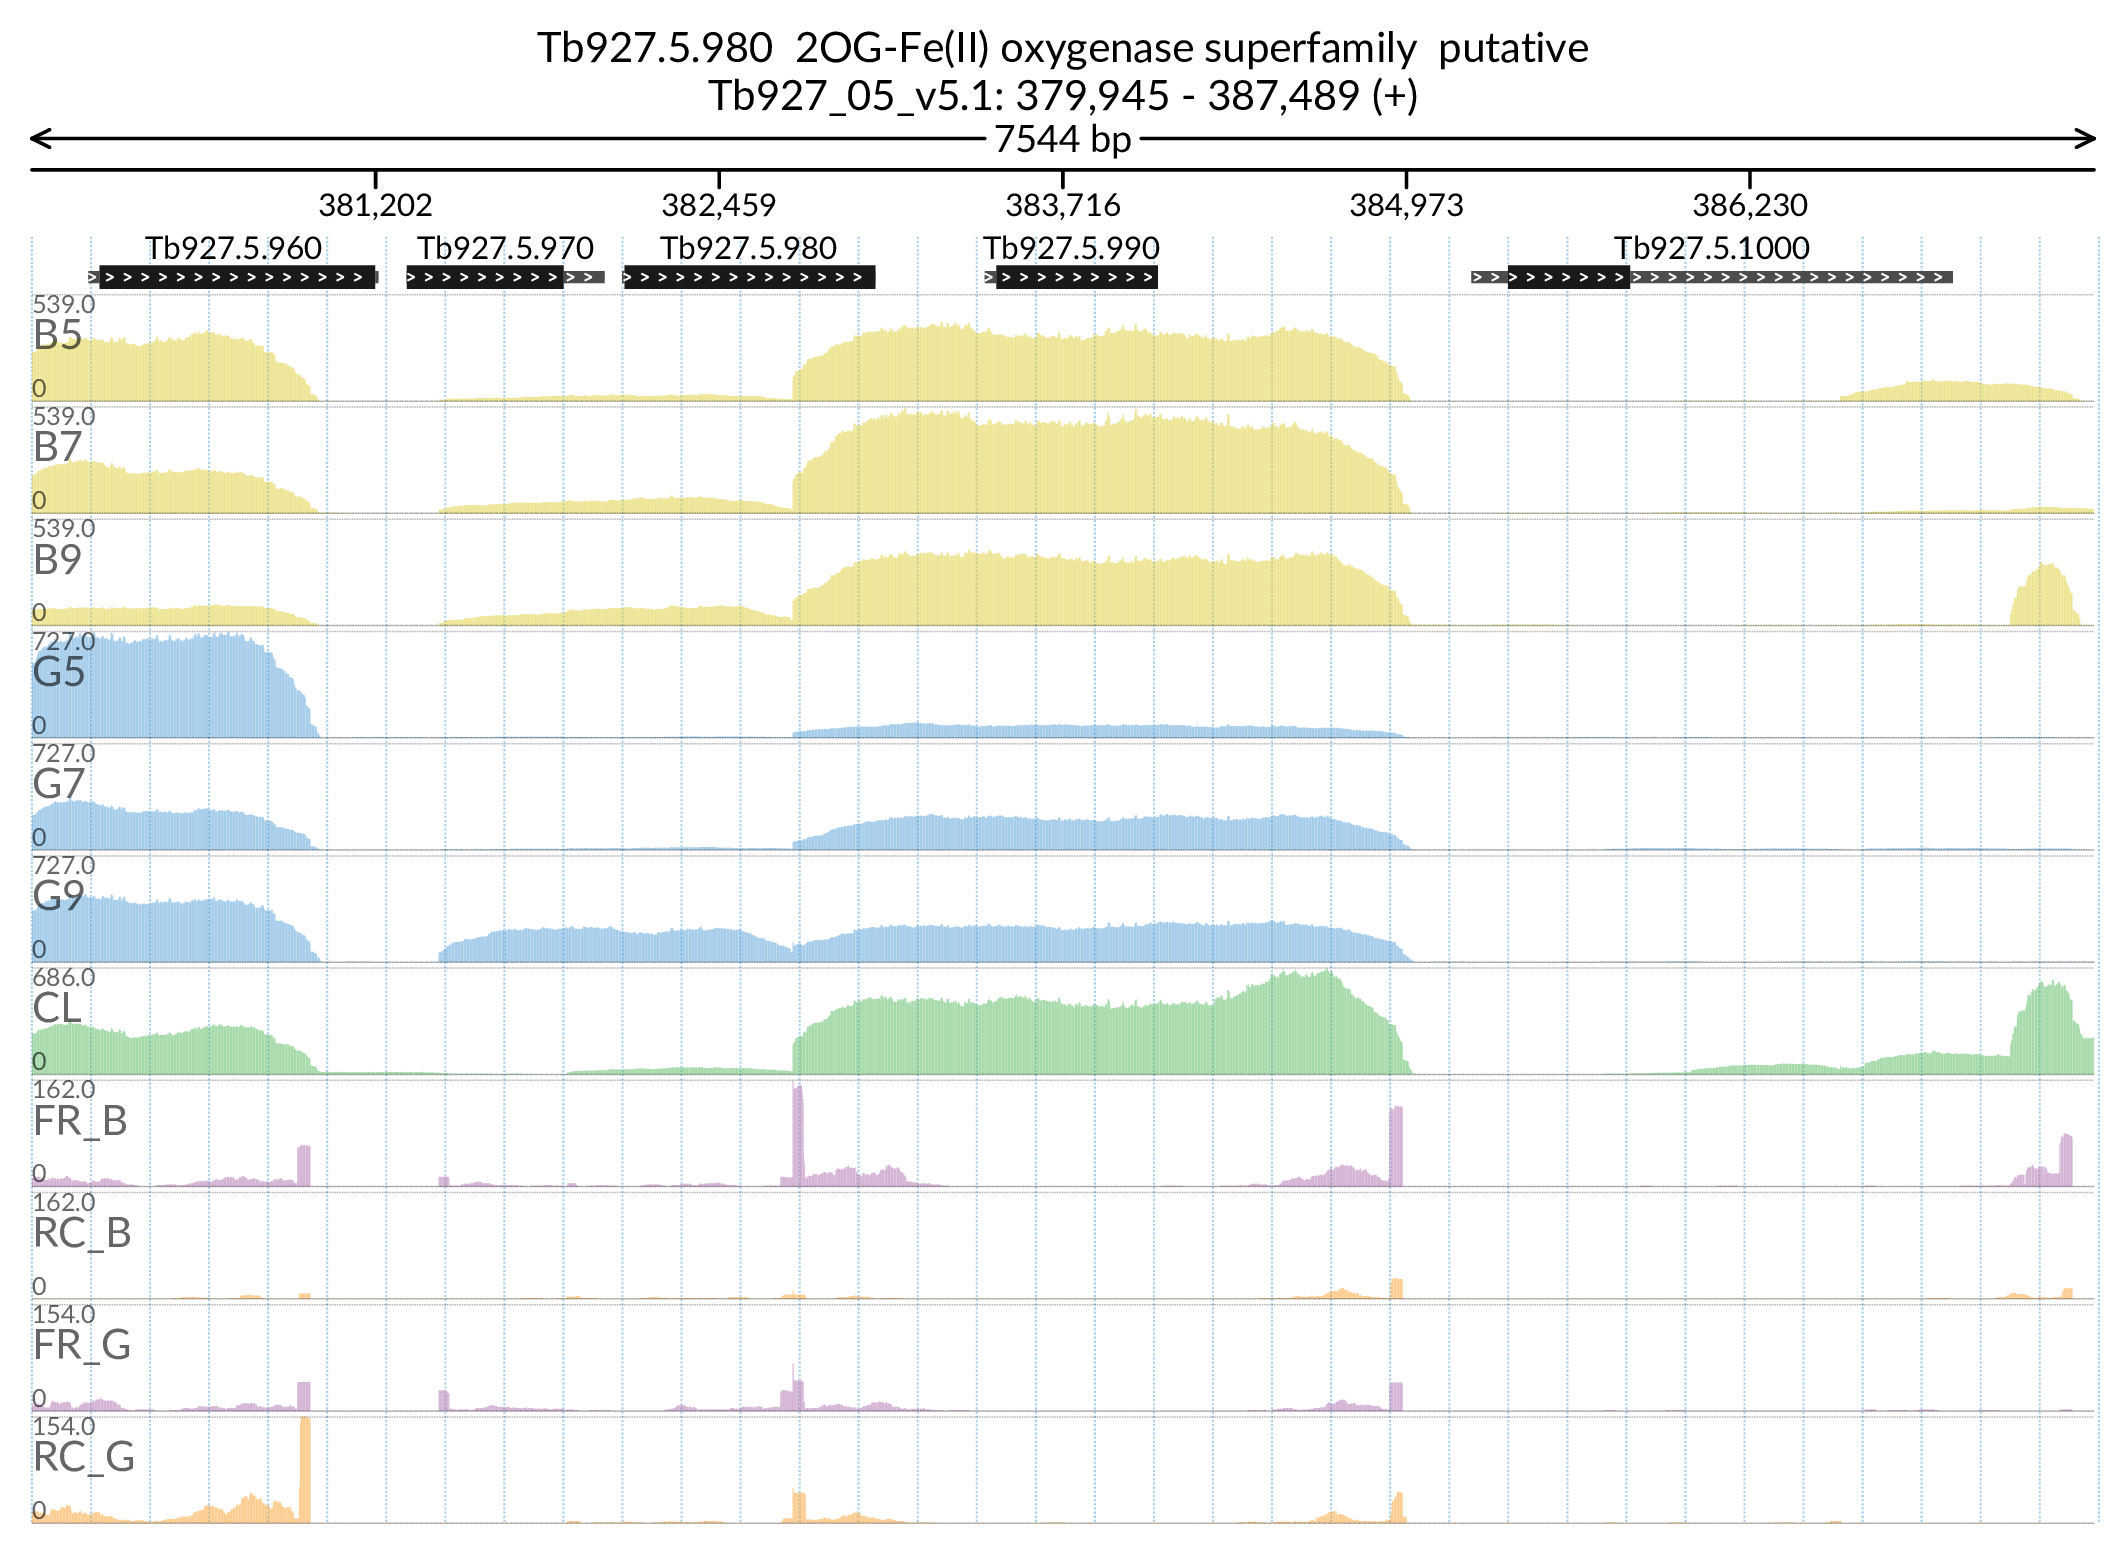 Tb927.5.980  2OG-Fe(II) oxygenase superfamily  putative
Tb927_05_v5.1: 379,945 - 387,489 (+)
7544 bp
381,202 382,459 383,716 384,973 386,230
Tb927.5.960 Tb927.5.970 Tb927.5.980 Tb927.5.990 Tb927.5.1000
539.0
B5
0
539.0
B7
0
539.0
B9
0
727.0
G5
0
727.0
G7
0
727.0
G9
0
686.0
CL
0
162.0
FR_B
0
162.0
RC_B
0
154.0
FR_G
0
154.0
RC_G
0